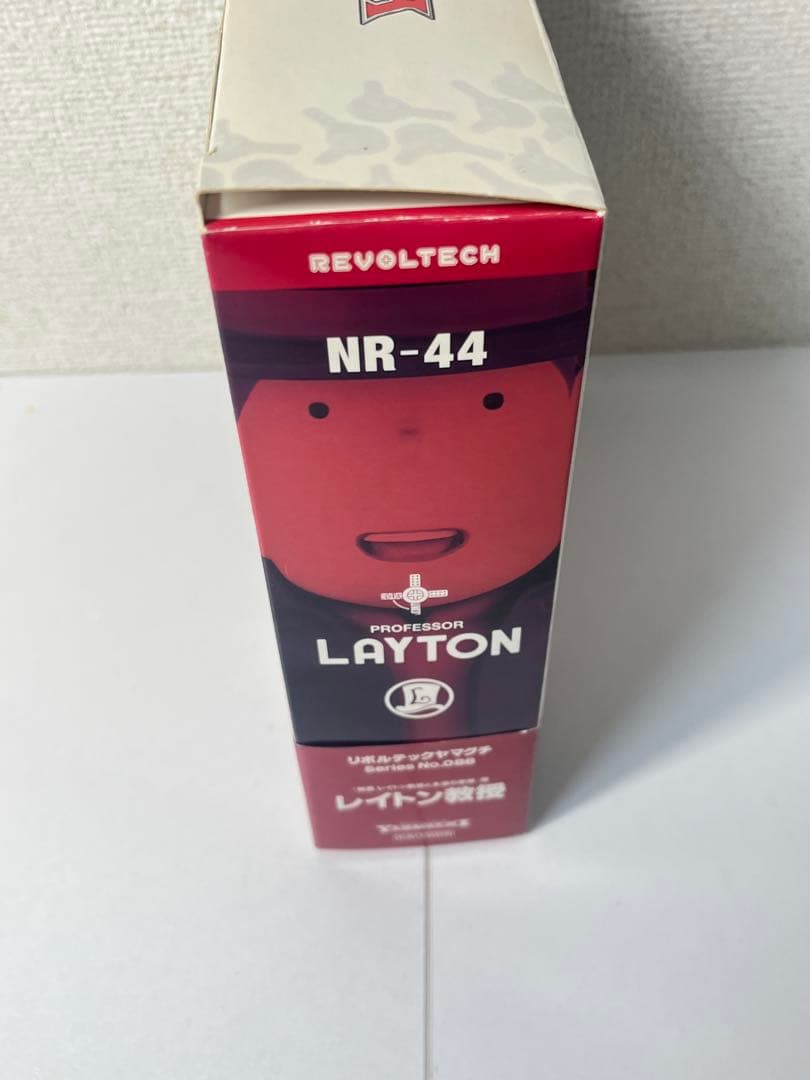 REVOLTECH
NR-44
PROFESSOR
LAYTON
L
リボルテックヤマグチ
Series No.088
レイトン教授